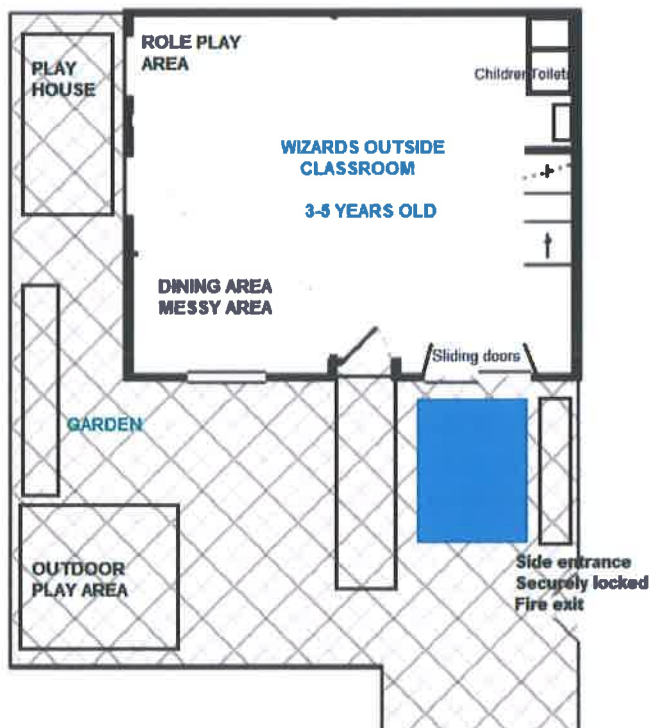 ROLE PLAY
AREA
PLAY
HOUSE
Children Toilets
WIZARDS OUTSIDE
CLASSROOM
3-5 YEARS OLD
DINING AREA
MESSY AREA
Sliding doors
GARDEN
OUTDOOR
PLAY AREA
Side entrance
Securely locked
Fire exit